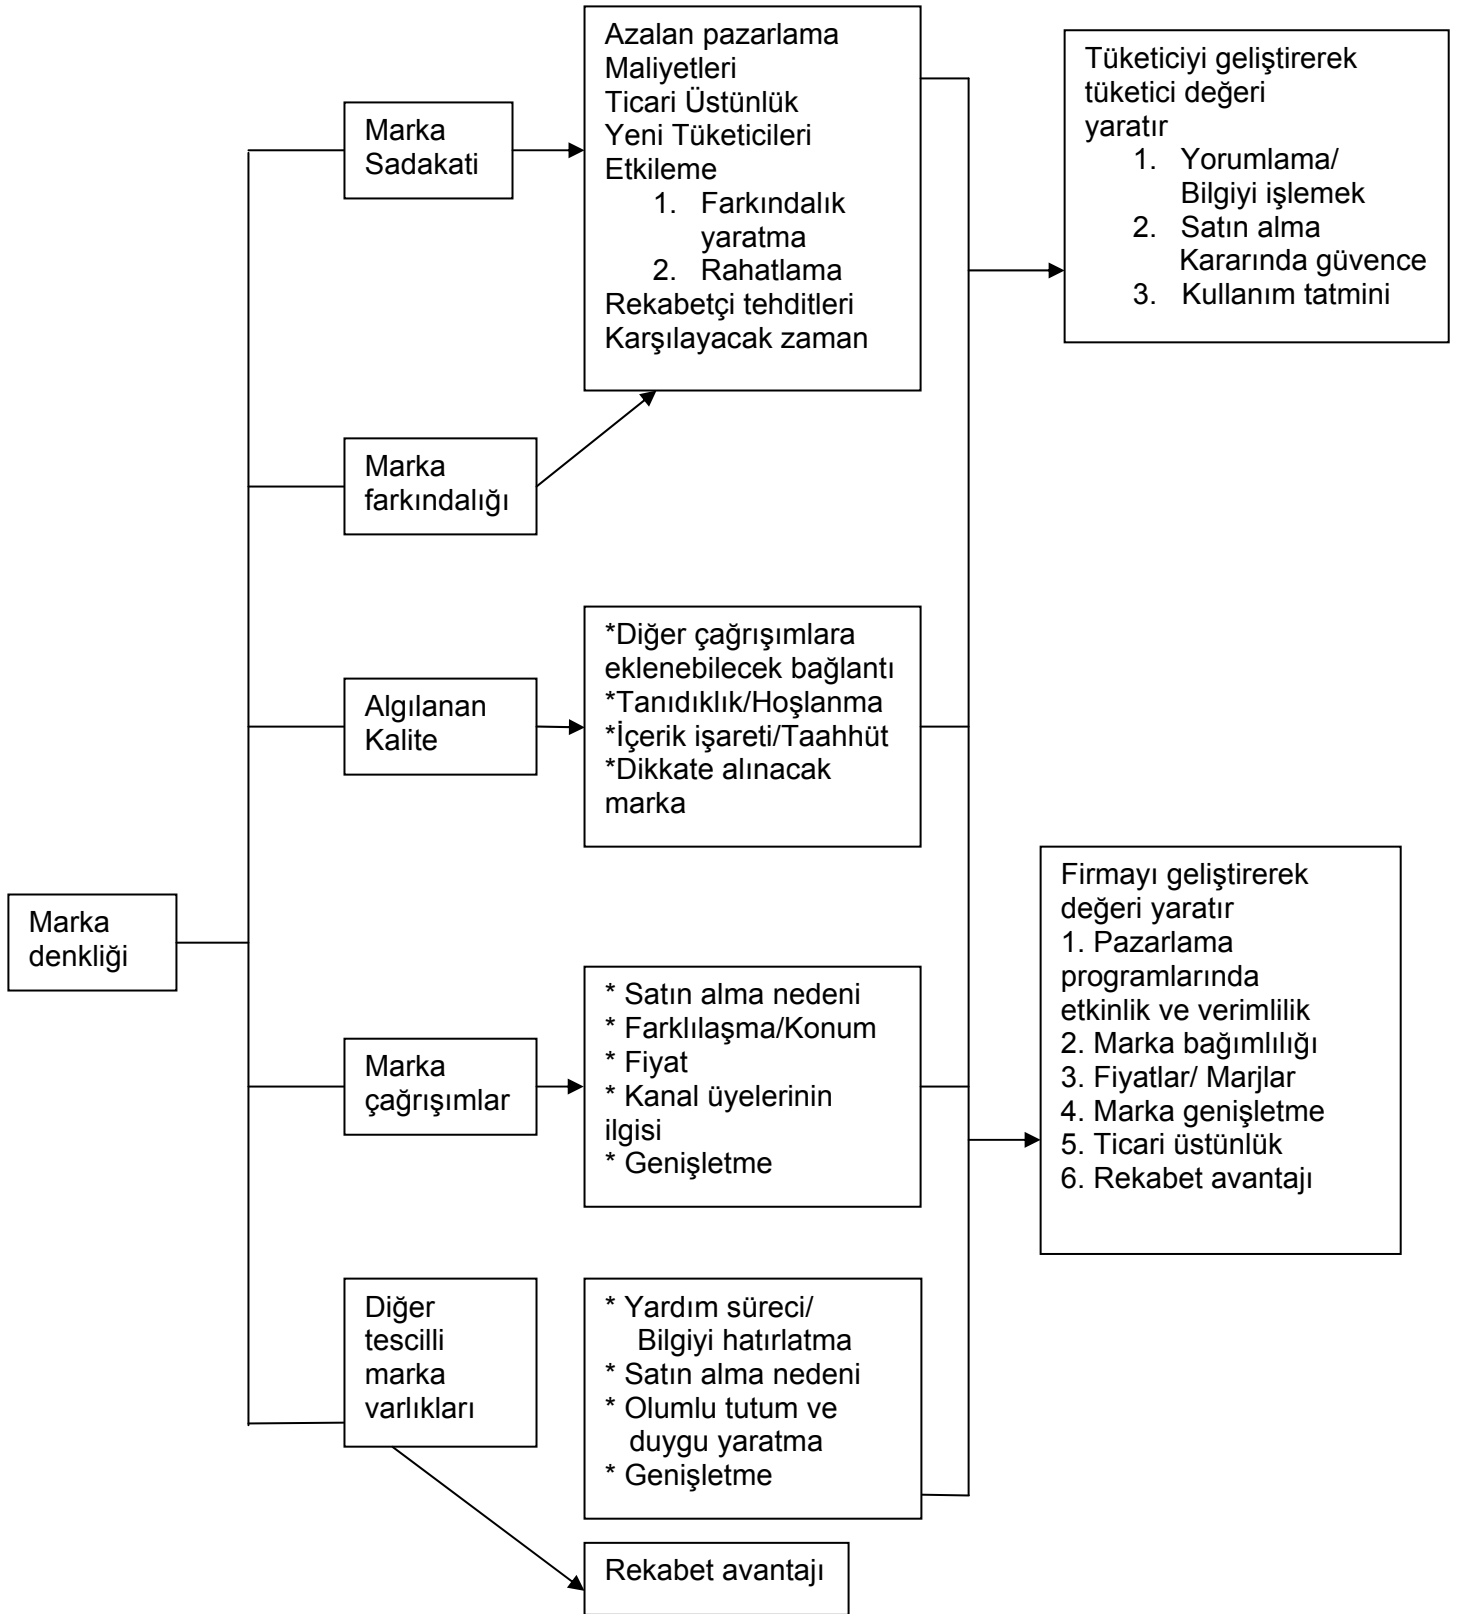 Marka
denkliği
Marka
Sadakati
Marka
farkındalığı
Algılanan
Kalite
Marka
çağrışımlar
Diğer
tescilli
marka
varlıkları
Azalan pazarlama
Maliyetleri
Ticari Üstünlük
Yeni Tüketicileri
Etkileme
1. Farkındalık
yaratma
2. Rahatlama
Rekabetçi tehditleri
Karşılayacak zaman
*Diğer çağrışımlara
eklenebilecek bağlantı
*Tanıdıklık/Hoşlanma
*İçerik işareti/Taahhüt
*Dikkate alınacak
marka
* Satın alma nedeni
* Farklılaşma/Konum
* Fiyat
* Kanal üyelerinin
ilgisi
* Genişletme
* Yardım süreci/
Bilgiyi hatırlatma
* Satın alma nedeni
* Olumlu tutum ve
duygu yaratma
* Genişletme
Rekabet avantajı
Tüketiciyi geliştirerek
tüketici değeri
yaratır
1. Yorumlama/
Bilgiyi işlemek
2. Satın alma
Kararında güvence
3. Kullanım tatmini
Firmayı geliştirerek
değeri yaratır
1. Pazarlama
programlarında
etkinlik ve verimlilik
2. Marka bağımlılığı
3. Fiyatlar/ Marjlar
4. Marka genişletme
5. Ticari üstünlük
6. Rekabet avantajı